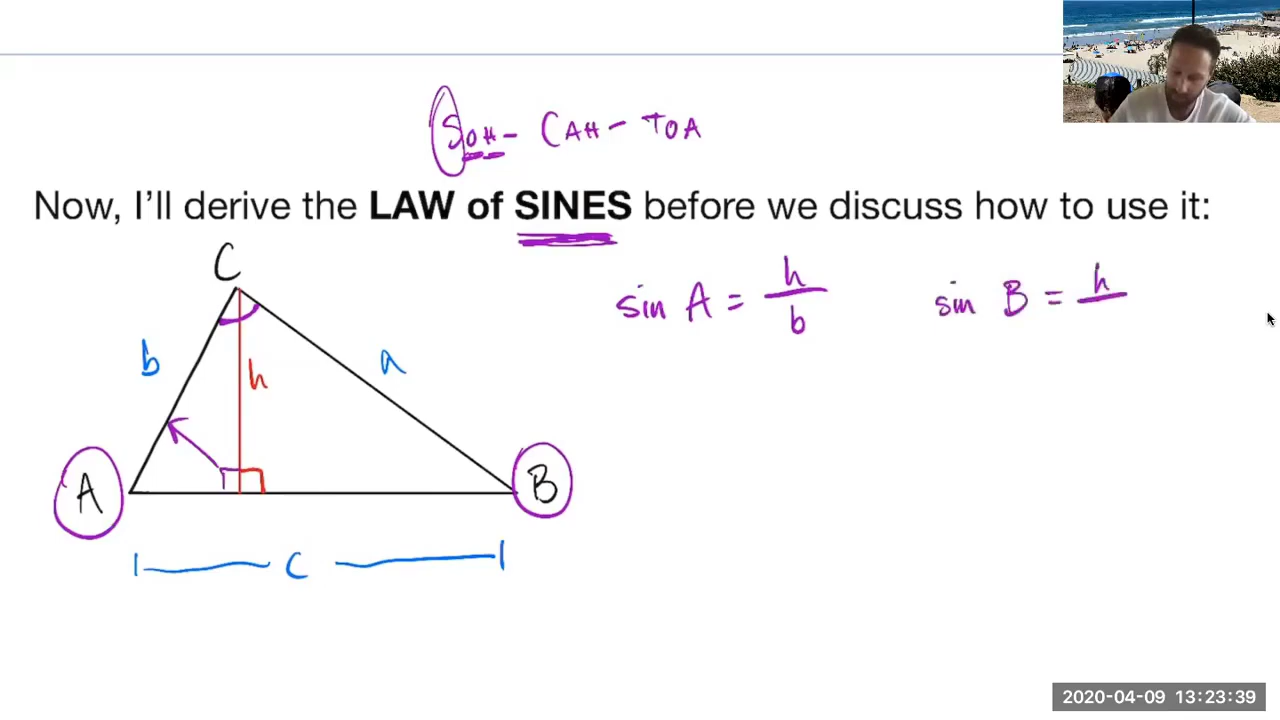 SOH - CAH - TOA
Now, I'll derive the LAW of SINES before we discuss how to use it:
C
sin A = h/b
sin B = h/
b
a
h
A
B
c
2020-04-09 13:23:39